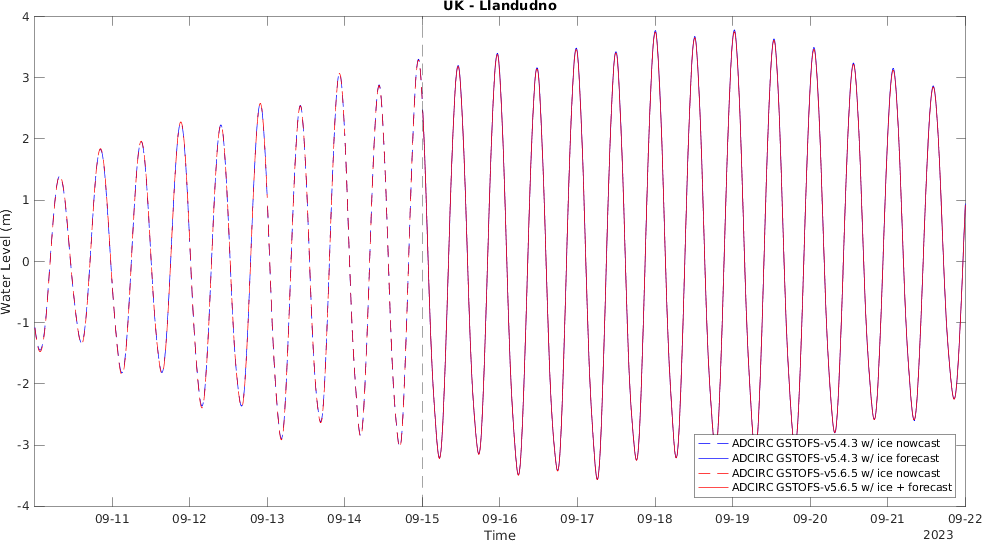 UK - Llandudno
4
3
2
1
0
-1
-2
-3
-4
Water Level (m)
09-11 09-12 09-13 09-14 09-15 09-16 09-17 09-18 09-19 09-20 09-21 09-22
Time
2023
ADCIRC GSTOFS-v5.4.3 w/ ice nowcast
ADCIRC GSTOFS-v5.4.3 w/ ice forecast
ADCIRC GSTOFS-v5.6.5 w/ ice nowcast
ADCIRC GSTOFS-v5.6.5 w/ ice + forecast